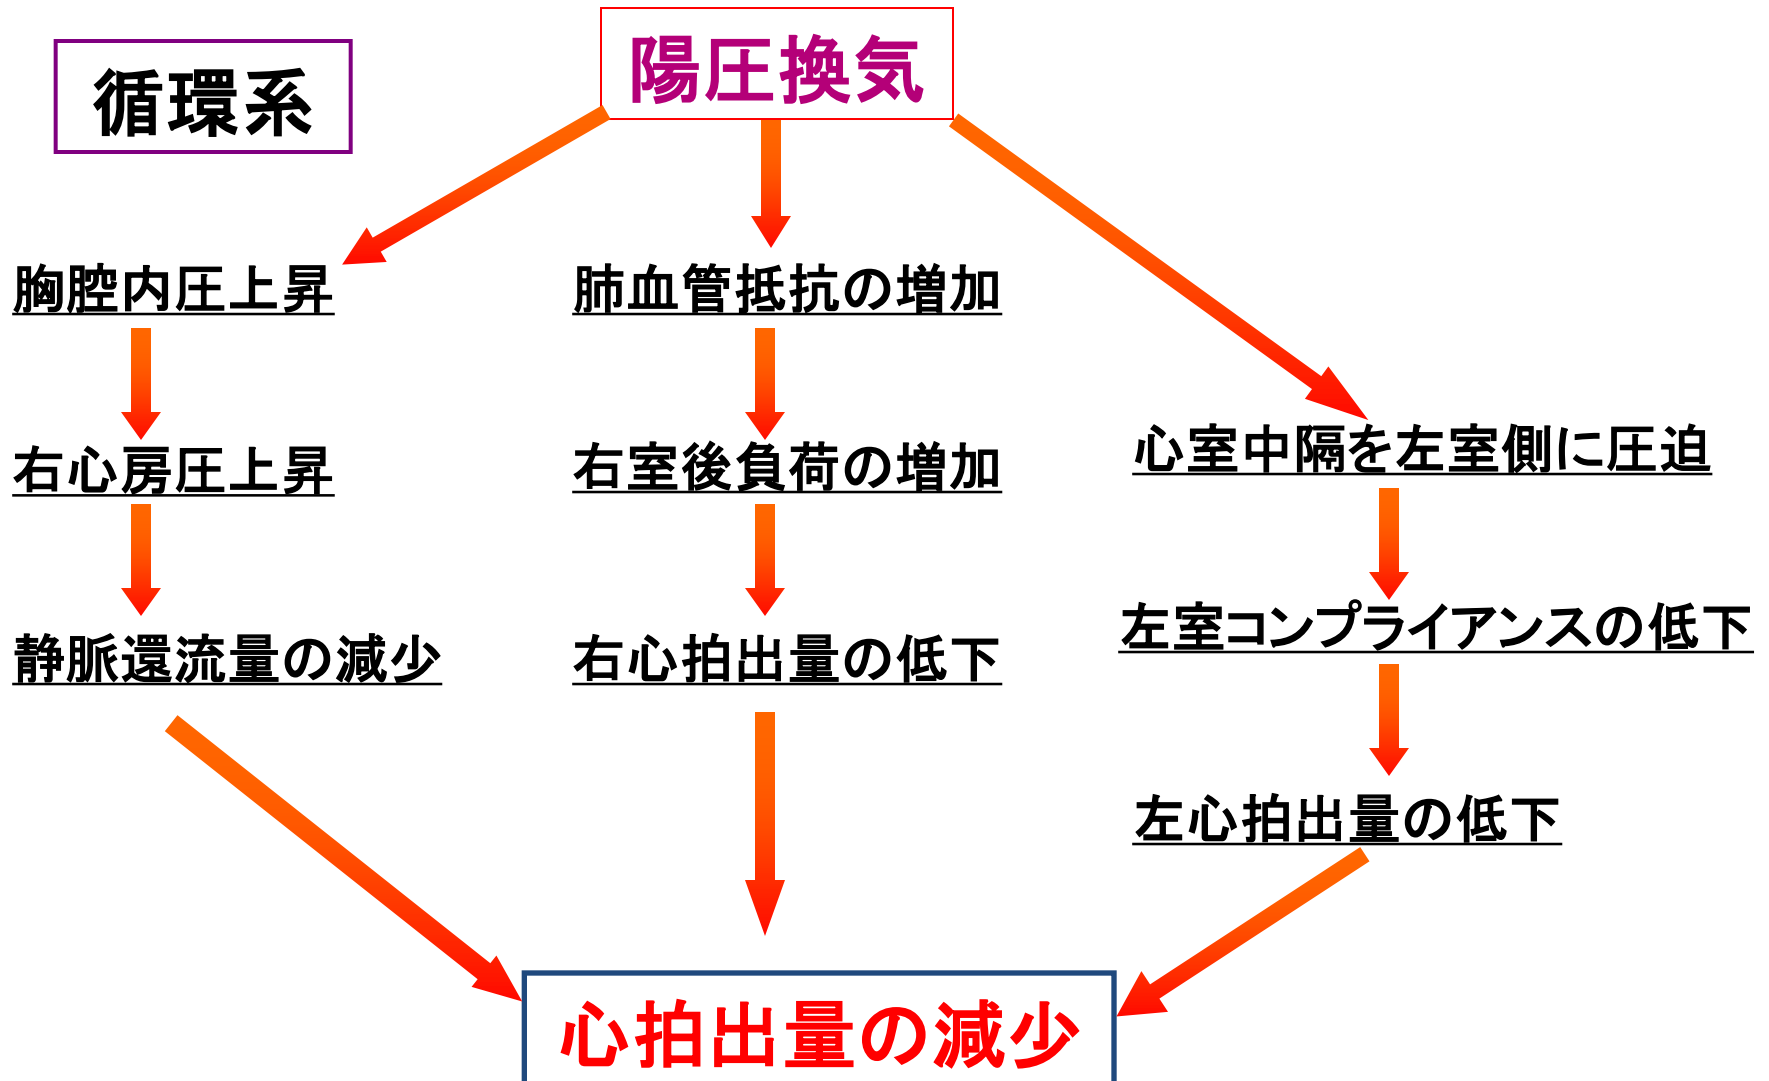 循環系
陽圧換気
胸腔内圧上昇
右心房圧上昇
静脈還流量の減少
肺血管抵抗の増加
右室後負荷の増加
右心拍出量の低下
心室中隔を左室側に圧迫
左室コンプライアンスの低下
左心拍出量の低下
心拍出量の減少